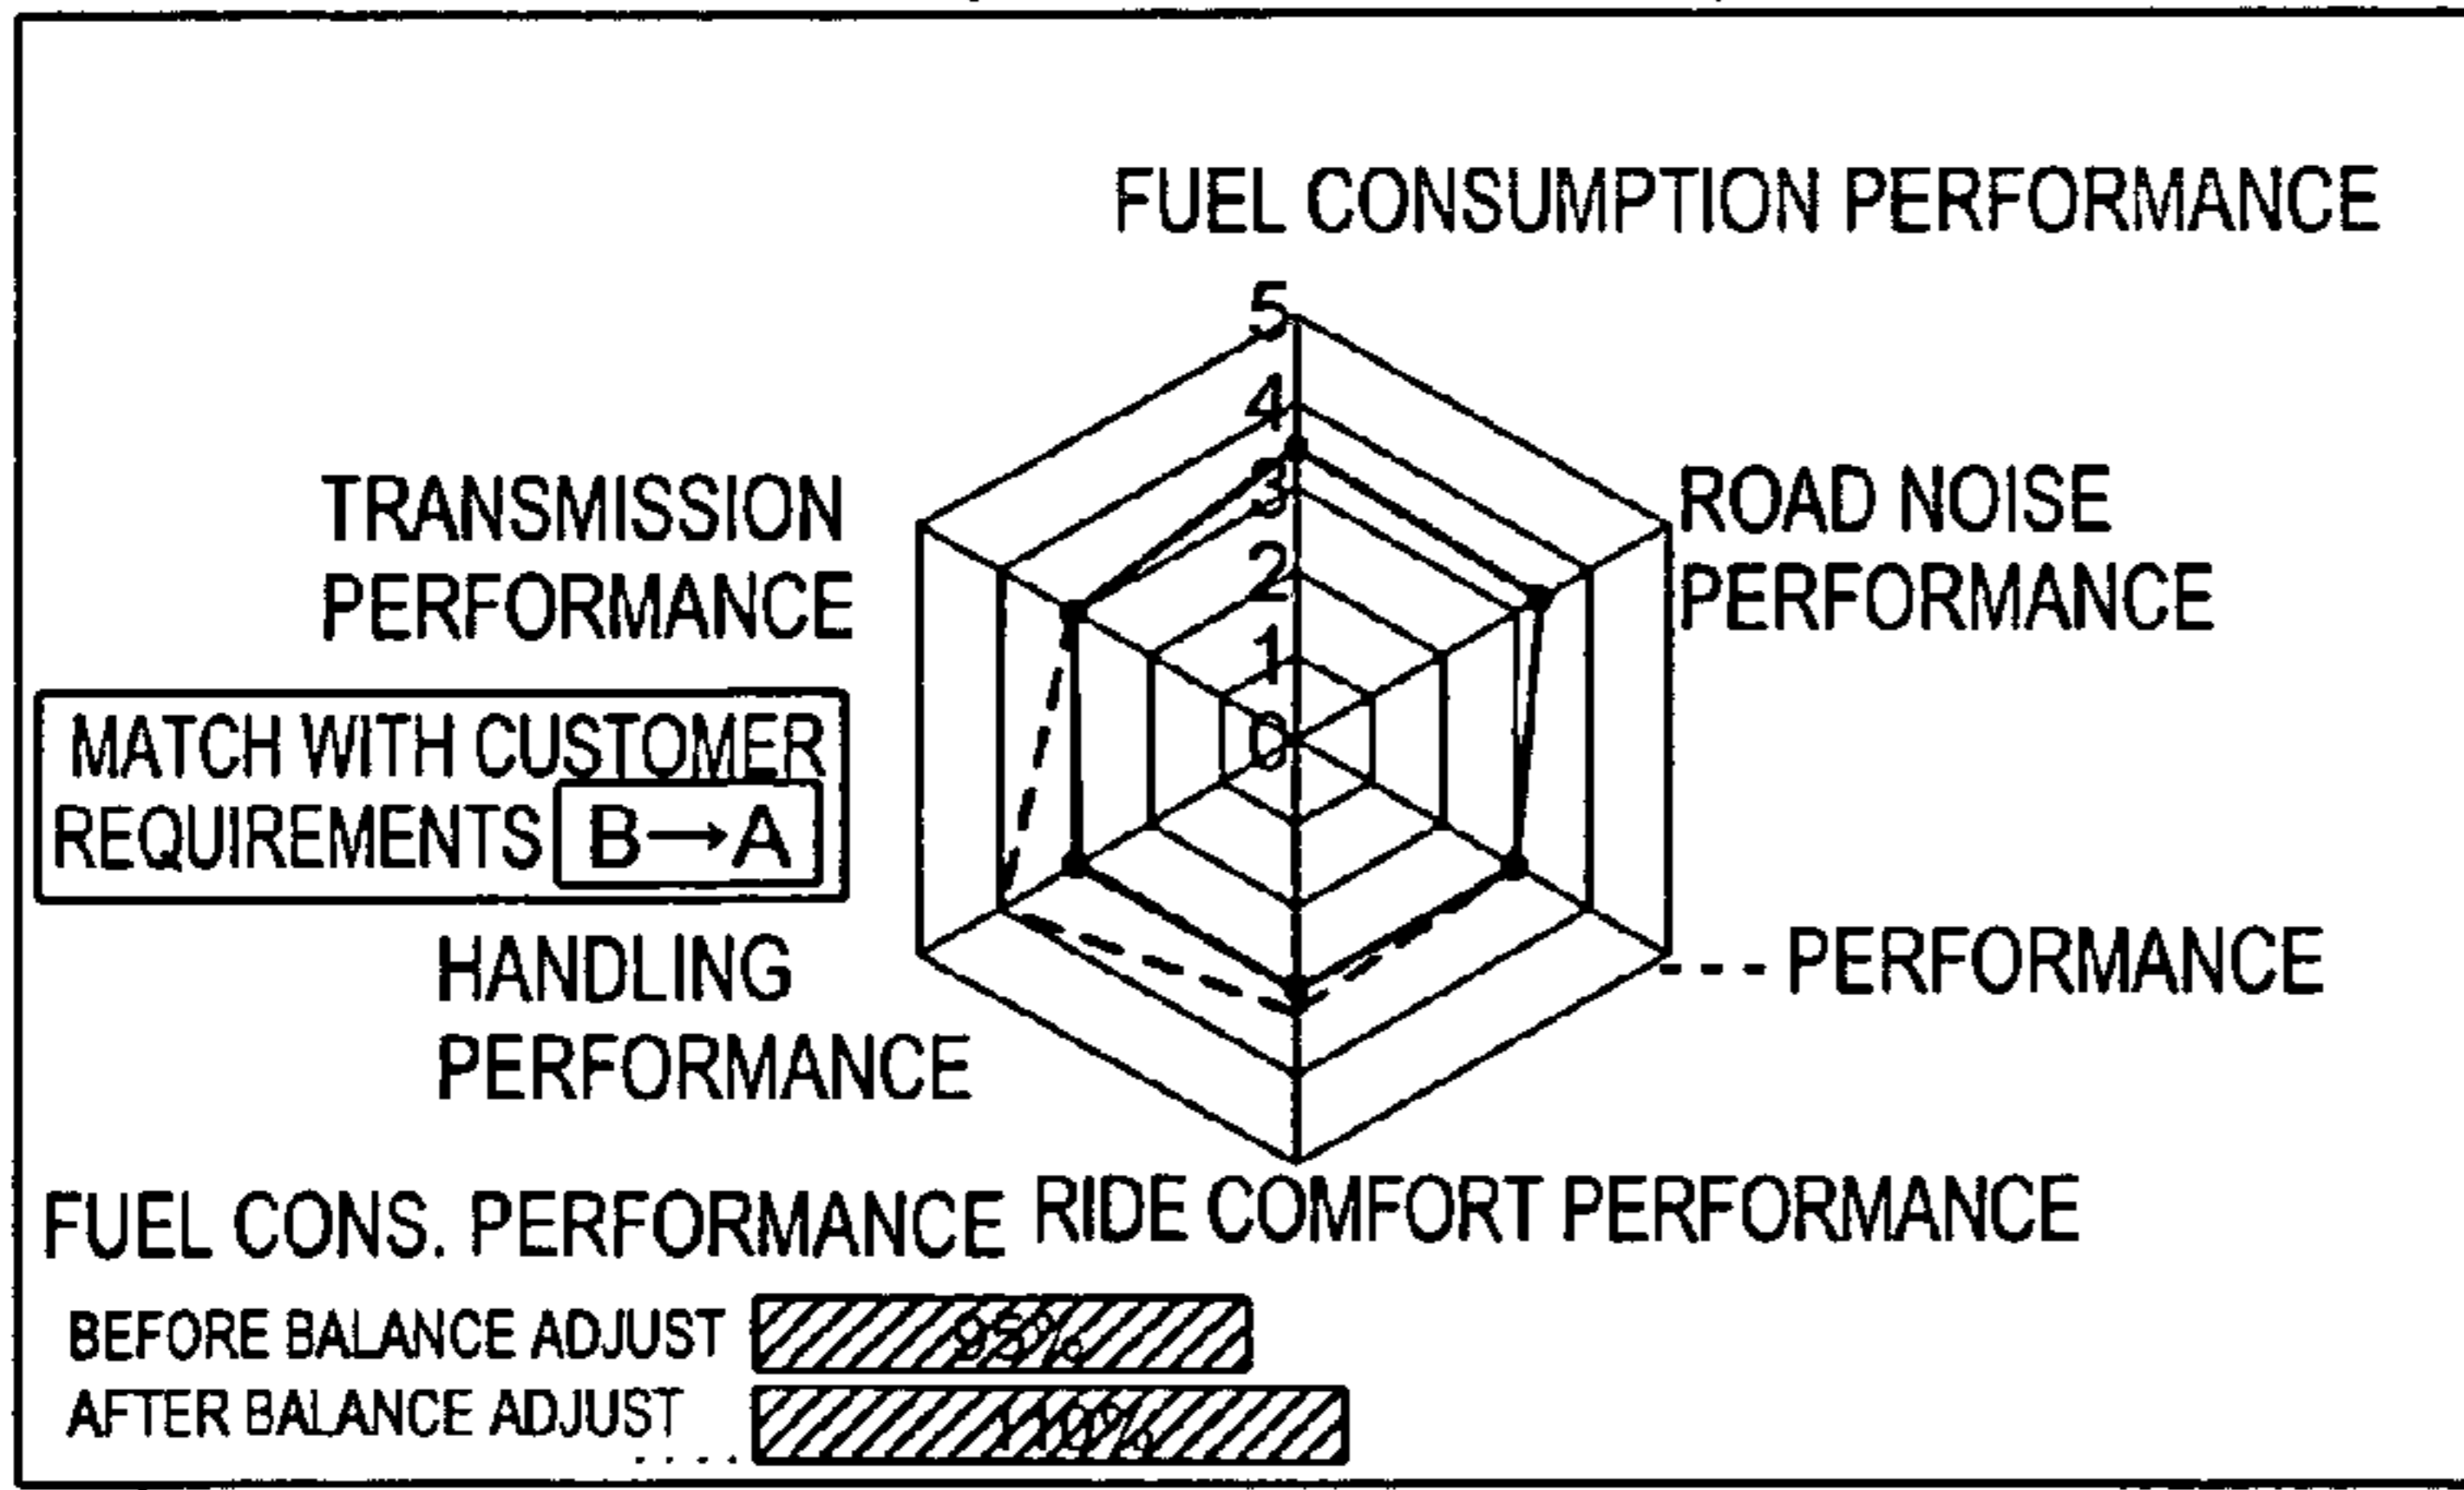 FUEL CONSUMPTION PERFORMANCE
5
4
3
2
1
0
ROAD NOISE
PERFORMANCE
TRANSMISSION
PERFORMANCE
MATCH WITH CUSTOMER
REQUIREMENTS B→A
HANDLING
PERFORMANCE
--- PERFORMANCE
RIDE COMFORT PERFORMANCE
FUEL CONS. PERFORMANCE
BEFORE BALANCE ADJUST 95%
AFTER BALANCE ADJUST 110%
....